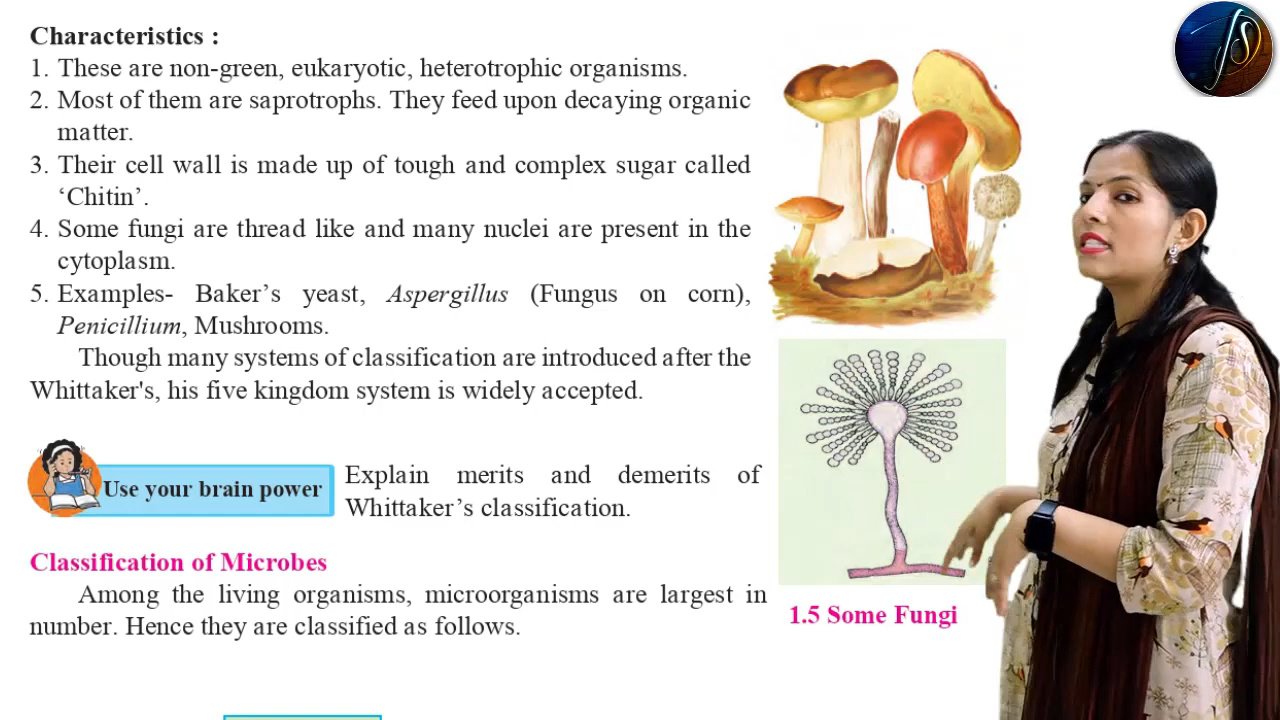 Characteristics :
1. These are non-green, eukaryotic, heterotrophic organisms.
2. Most of them are saprotrophs. They feed upon decaying organic
matter.
3. Their cell wall is made up of tough and complex sugar called
‘Chitin’.
4. Some fungi are thread like and many nuclei are present in the
cytoplasm.
5. Examples- Baker’s yeast, Aspergillus (Fungus on corn),
Penicillium, Mushrooms.
Though many systems of classification are introduced after the
Whittaker's, his five kingdom system is widely accepted.
Use your brain power
Explain merits and demerits of
Whittaker’s classification.
Classification of Microbes
Among the living organisms, microorganisms are largest in
number. Hence they are classified as follows.
1.5 Some Fungi